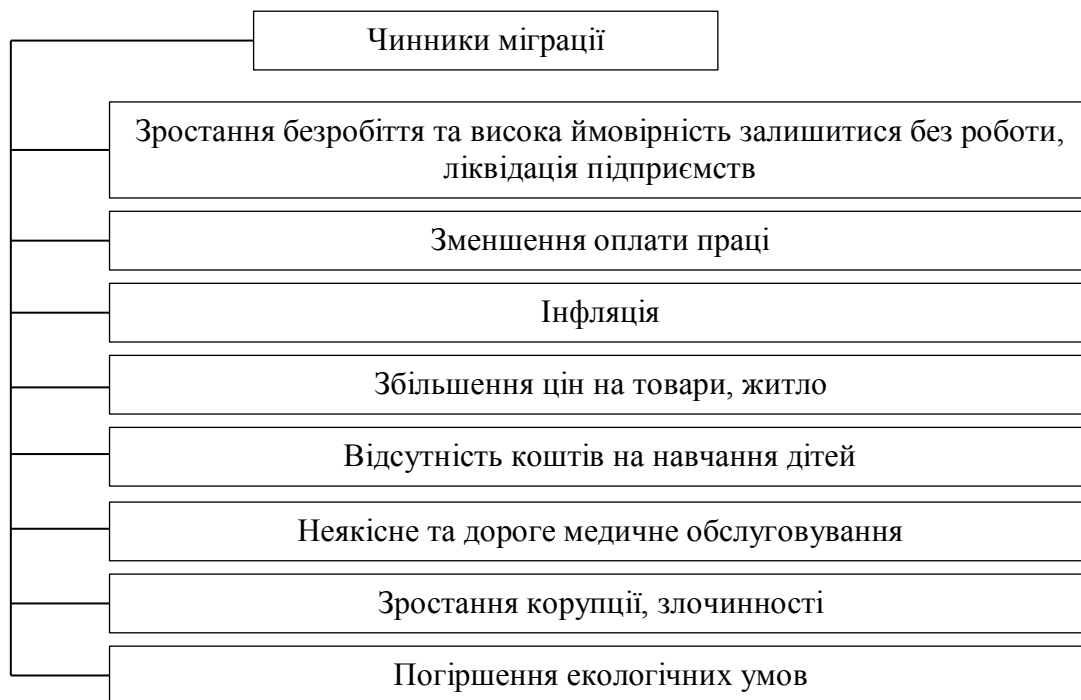 Чинники міграції
Зростання безробіття та висока ймовірність залишитися без роботи,
ліквідація підприємств
Зменшення оплати праці
Інфляція
Збільшення цін на товари, житло
Відсутність коштів на навчання дітей
Неякісне та дороге медичне обслуговування
Зростання корупції, злочинності
Погіршення екологічних умов